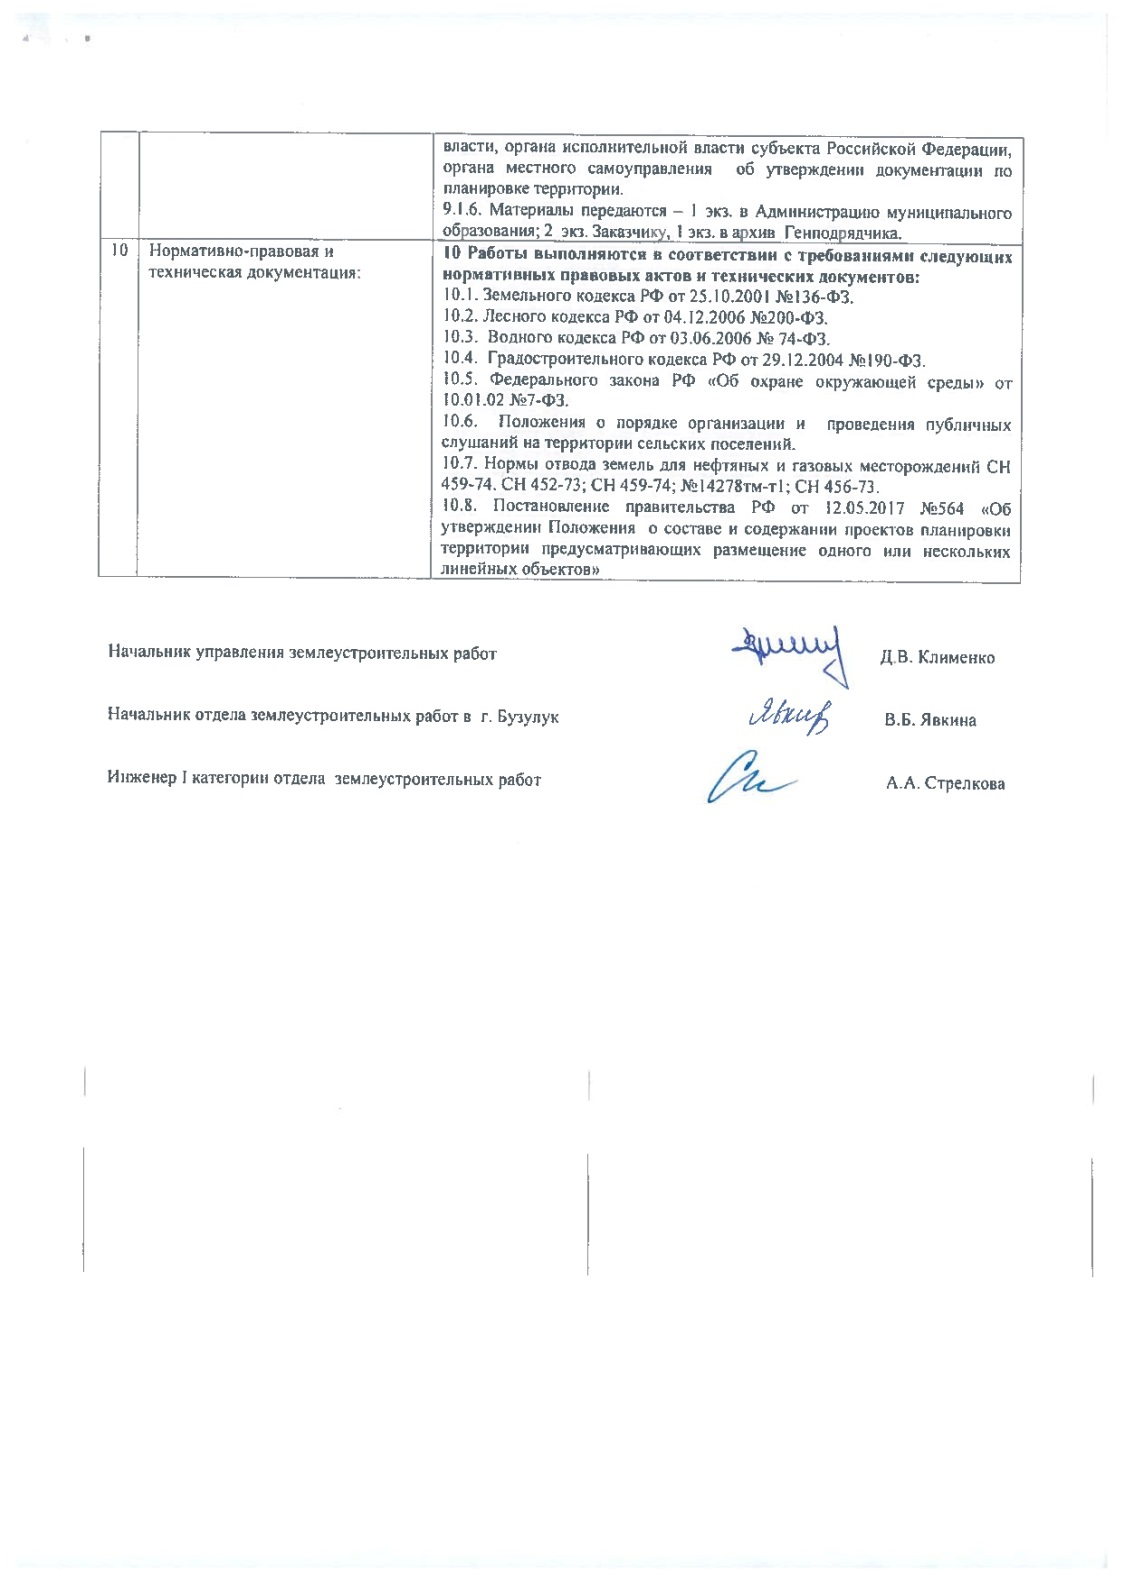 власти, органа исполнительной власти субъекта Российской Федерации,
органа местного самоуправления об утверждении документации по
планировке территории.
9.1.6. Материалы передаются – 1 экз. в Администрацию муниципального
образования; 2 экз. Заказчику, 1 экз. в архив Генподрядчика.
10 Нормативно-правовая и
техническая документация:
10 Работы выполняются в соответствии с требованиями следующих
нормативных правовых актов и технических документов:
10.1. Земельного кодекса РФ от 25.10.2001 №136-ФЗ.
10.2. Лесного кодекса РФ от 04.12.2006 №200-ФЗ.
10.3. Водного кодекса РФ от 03.06.2006 № 74-ФЗ.
10.4. Градостроительного кодекса РФ от 29.12.2004 №190-ФЗ.
10.5. Федерального закона РФ «Об охране окружающей среды» от
10.01.02 №7-ФЗ.
10.6. Положения о порядке организации и проведения публичных
слушаний на территории сельских поселений.
10.7. Нормы отвода земель для нефтяных и газовых месторождений СН
459-74. СН 452-73; СН 459-74; №14278тм-т1; СН 456-73.
10.8. Постановление правительства РФ от 12.05.2017 №564 «Об
утверждении Положения о составе и содержании проектов планировки
территории предусматривающих размещение одного или нескольких
линейных объектов»
Начальник управления землеустроительных работ Д.В. Клименко
Начальник отдела землеустроительных работ в г. Бузулук В.Б. Явкина
Инженер I категории отдела землеустроительных работ А.А. Стрелкова